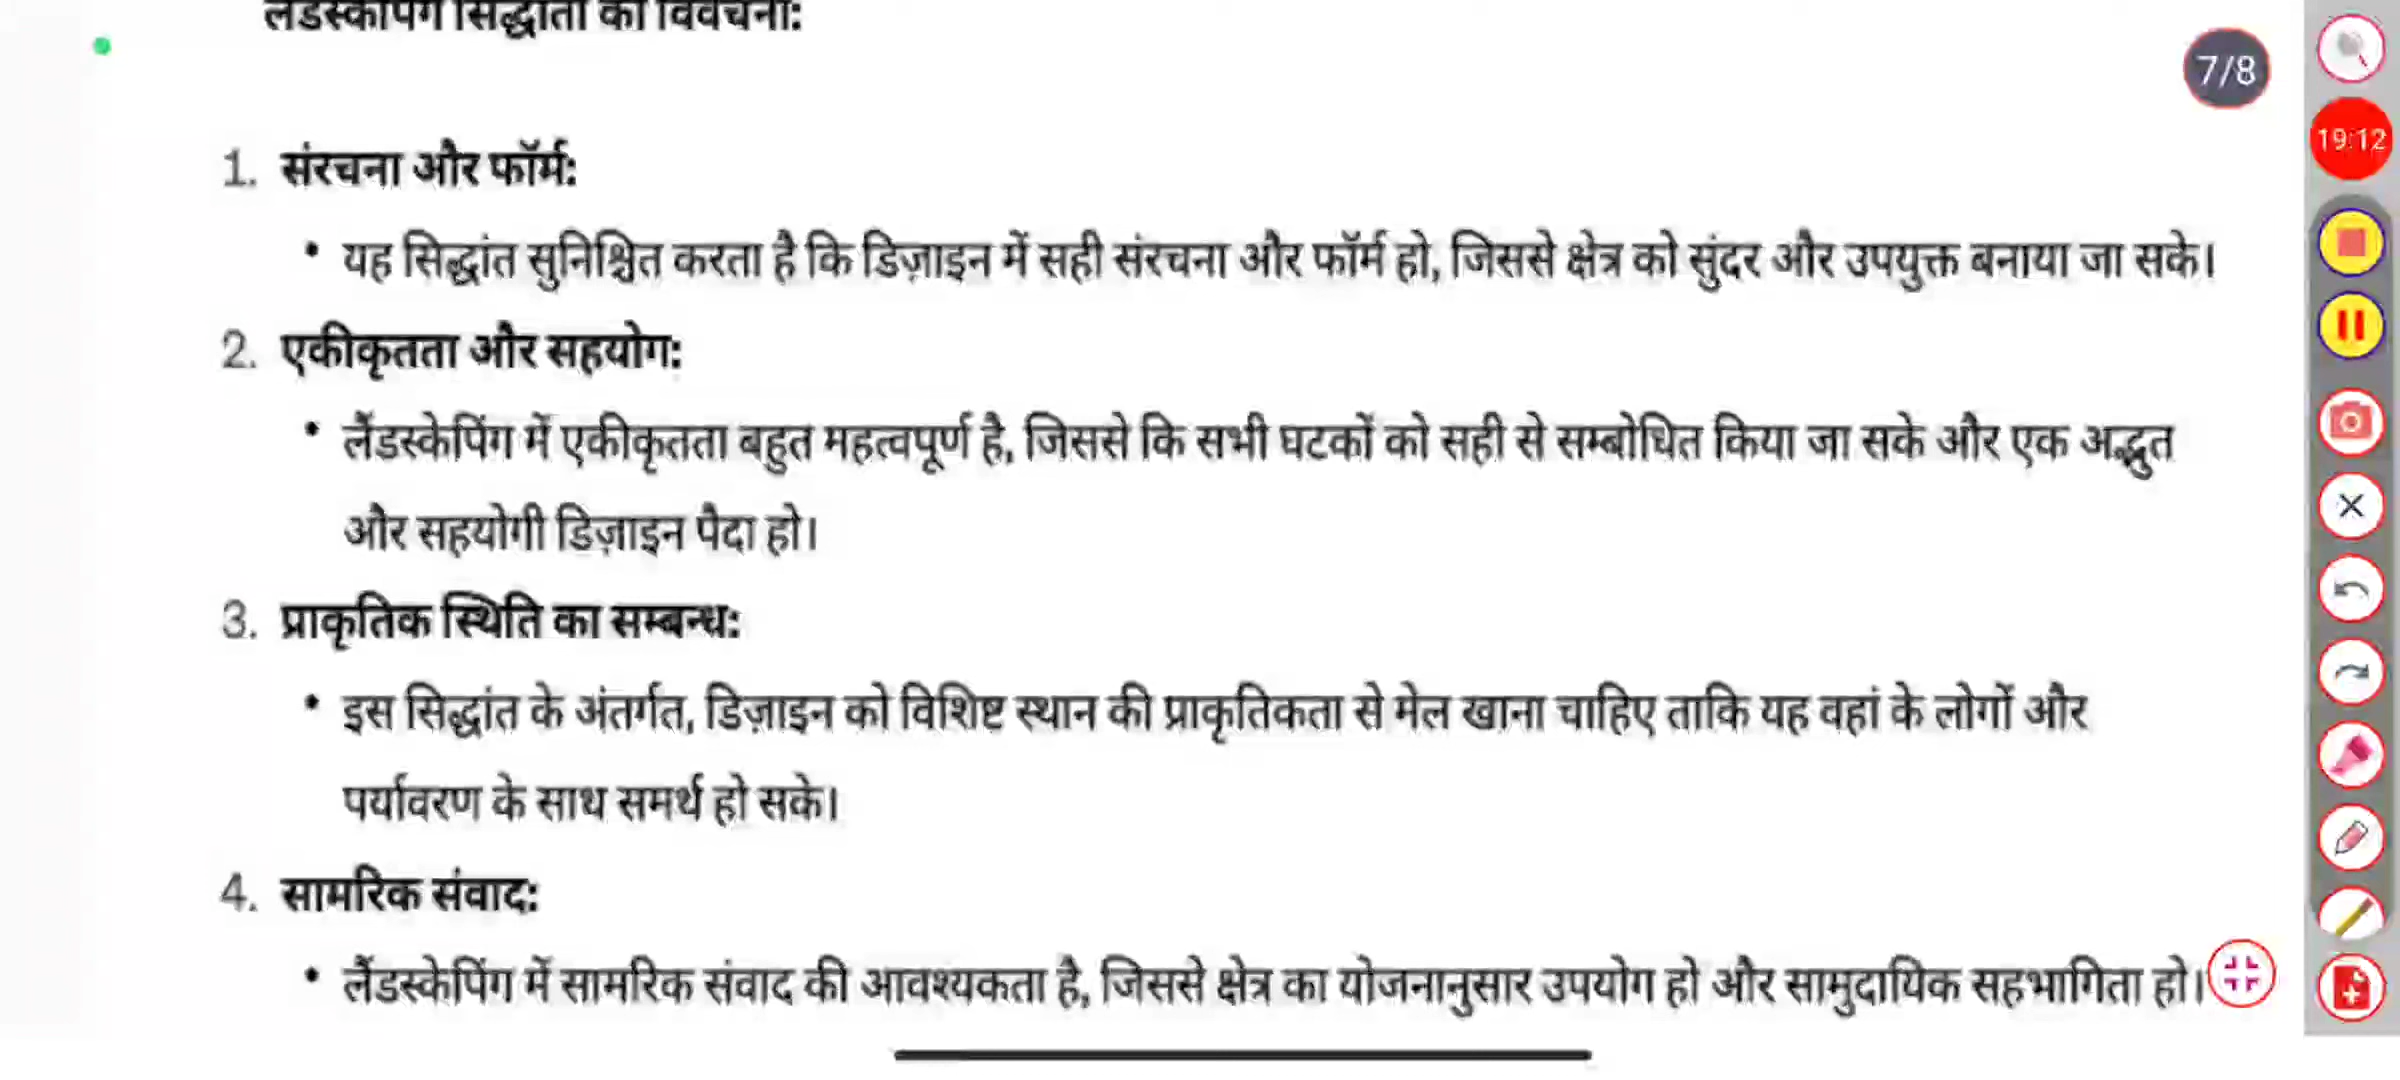 लैंडस्केपिंग सिद्धांतों की विवेचना:
7/8
19:12
1. संरचना और फॉर्म:
• यह सिद्धांत सुनिश्चित करता है कि डिज़ाइन में सही संरचना और फॉर्म हो, जिससे क्षेत्र को सुंदर और उपयुक्त बनाया जा सके।
2. एकीकृतता और सहयोग:
• लैंडस्केपिंग में एकीकृतता बहुत महत्वपूर्ण है, जिससे कि सभी घटकों को सही से सम्बोधित किया जा सके और एक अद्भुत
और सहयोगी डिज़ाइन पैदा हो।
3. प्राकृतिक स्थिति का सम्बन्ध:
• इस सिद्धांत के अंतर्गत, डिज़ाइन को विशिष्ट स्थान की प्राकृतिकता से मेल खाना चाहिए ताकि यह वहां के लोगों और
पर्यावरण के साथ समर्थ हो सके।
4. सामरिक संवाद:
• लैंडस्केपिंग में सामरिक संवाद की आवश्यकता है, जिससे क्षेत्र का योजनानुसार उपयोग हो और सामुदायिक सहभागिता हो।